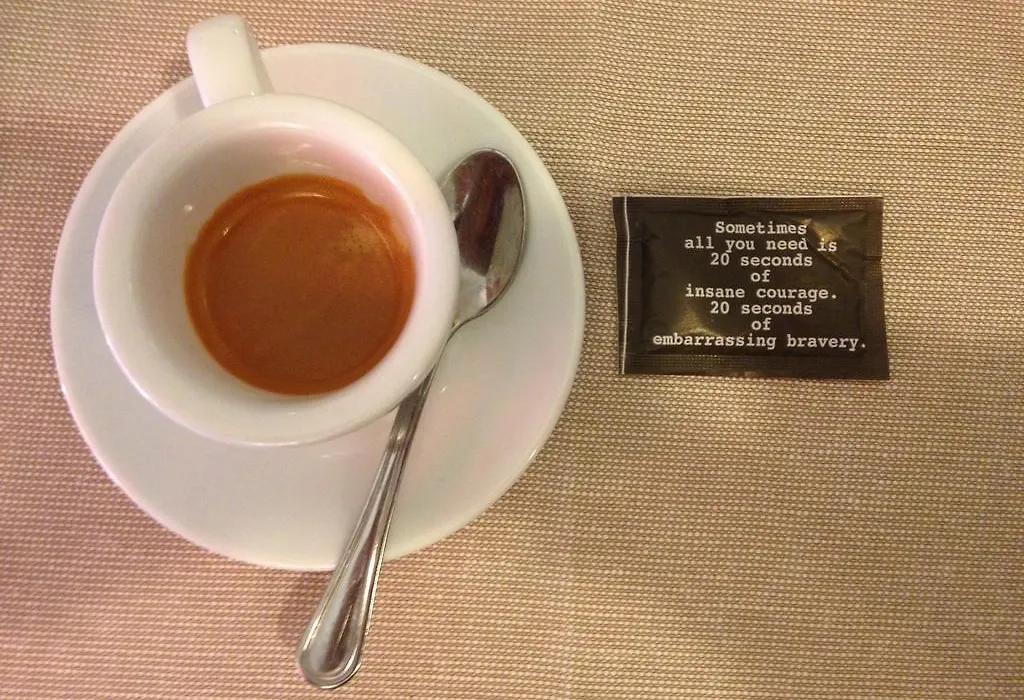 Sometimes
all you need is
20 seconds
of
insane courage.
20 seconds
of
embarrassing bravery.